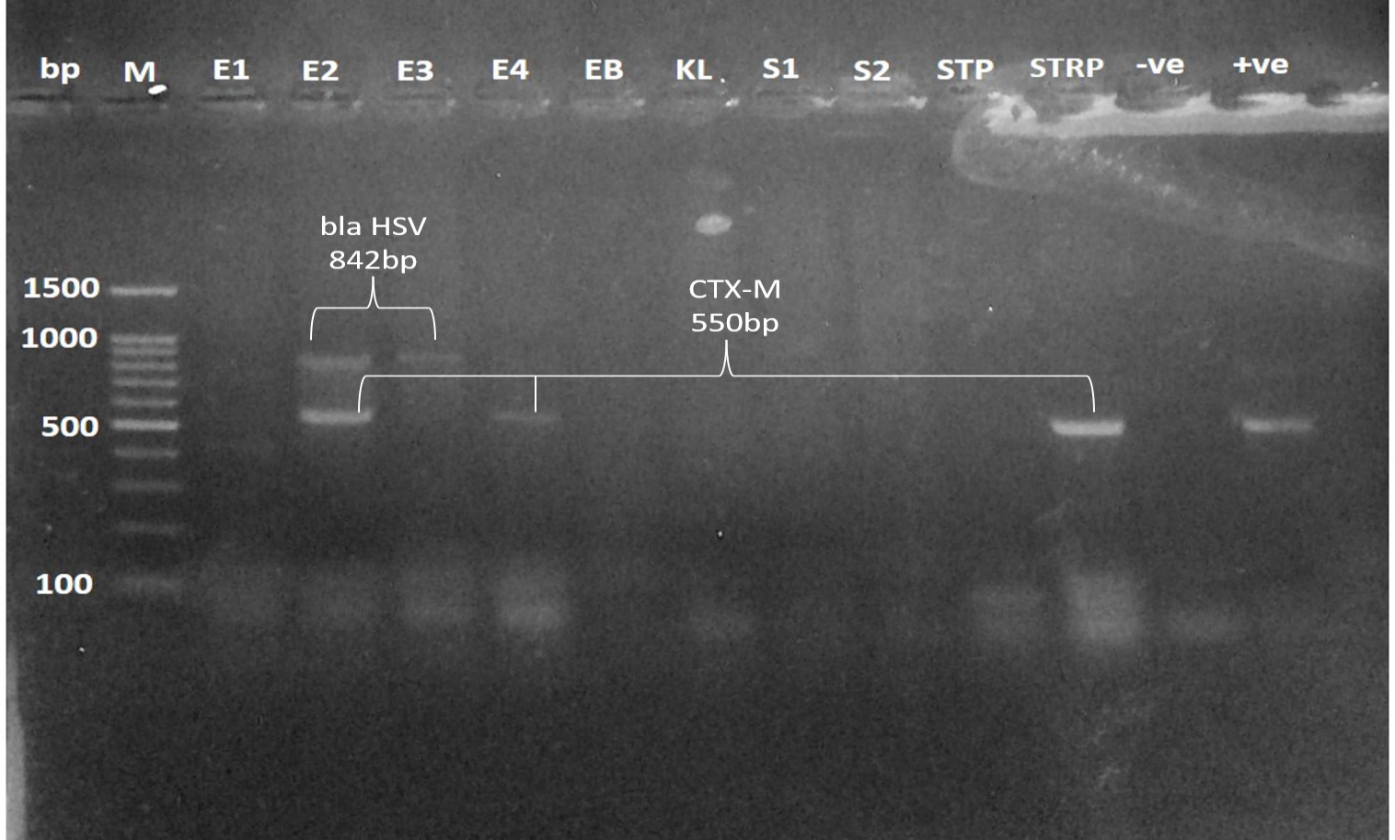 bp M E1 E2 E3 E4 EB KL S1 S2 STP STRP -ve +ve
bla HSV
842bp
CTX-M
550bp
1500
1000
500
100